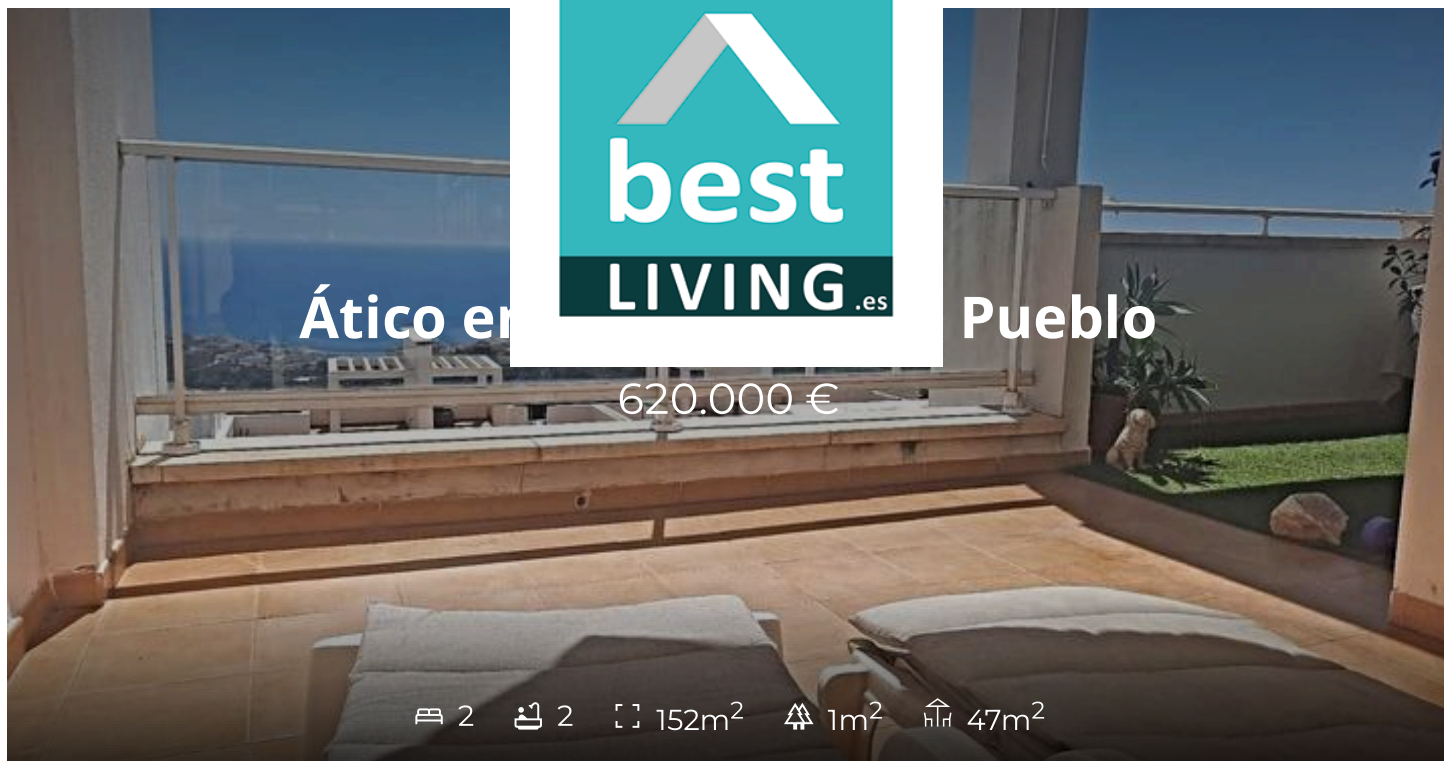 best
LIVING.es
Ático en Pueblo
620.000 €
2 2 152m² 1m² 47m²